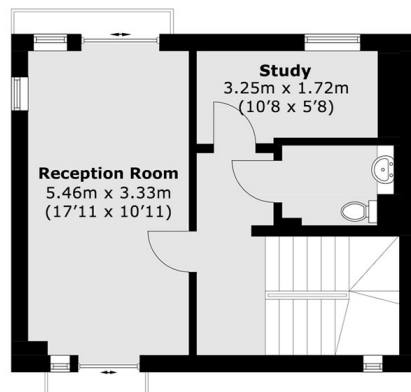 Study
3.25m x 1.72m
(10'8 x 5'8)
Reception Room
5.46m x 3.33m
(17'11 x 10'11)